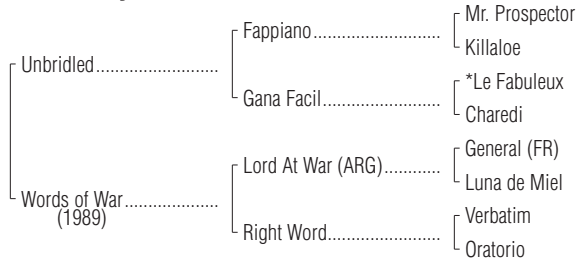 Mr. Prospector
Fappiano
Killaloe
Unbridled
*Le Fabuleux
Gana Facil
Charedi
General (FR)
Lord At War (ARG)
Luna de Miel
Words of War
(1989)
Verbatim
Right Word
Oratorio